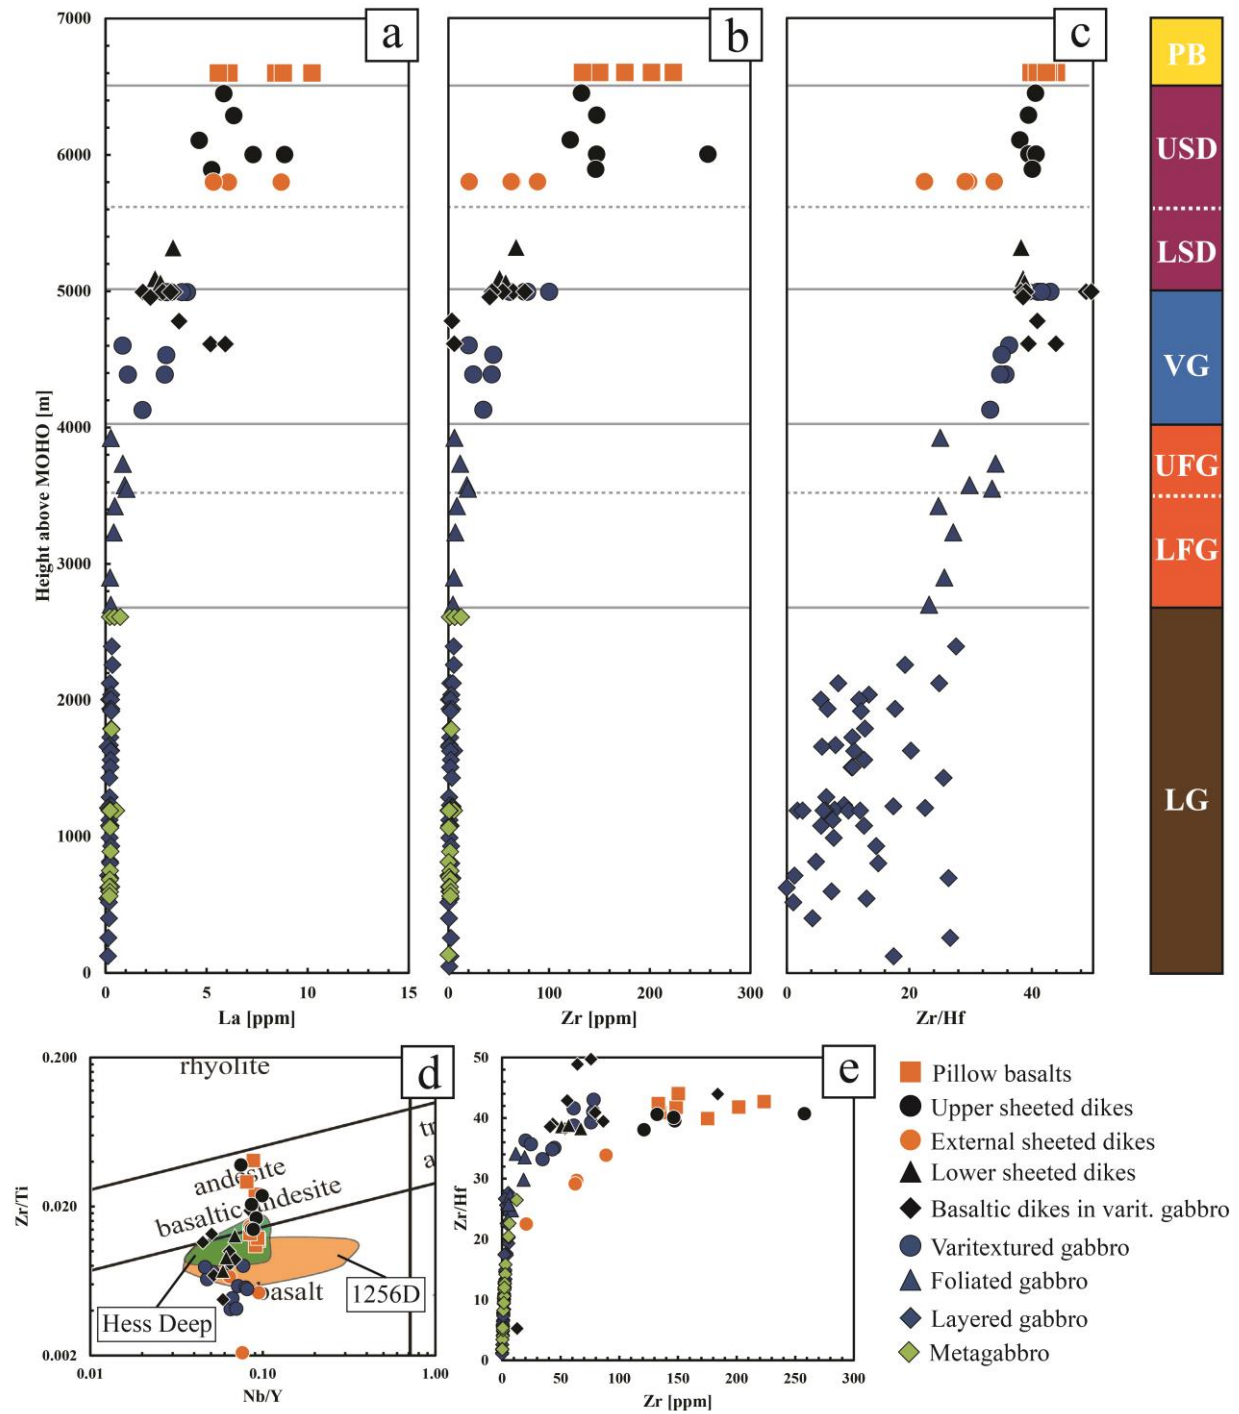 a
b
c
7000
6000
5000
4000
3000
2000
1000
0
Height above MOHO [m]
0 5 10 15
La [ppm]
0 100 200 300
Zr [ppm]
0 20 40
Zr/Hf
PB
USD
LSD
VG
UFG
LFG
LG
d
0.200
0.020
0.002
Zr/Ti
0.01 0.10 1.00
Nb/Y
rhyolite
tr
andesite
a
basaltic andesite
basalt
Hess Deep
1256D
e
50
40
30
20
10
0
Zr/Hf
0 50 100 150 200 250 300
Zr [ppm]
Pillow basalts
Upper sheeted dikes
External sheeted dikes
Lower sheeted dikes
Basaltic dikes in varit. gabbro
Varitextured gabbro
Foliated gabbro
Layered gabbro
Metagabbro